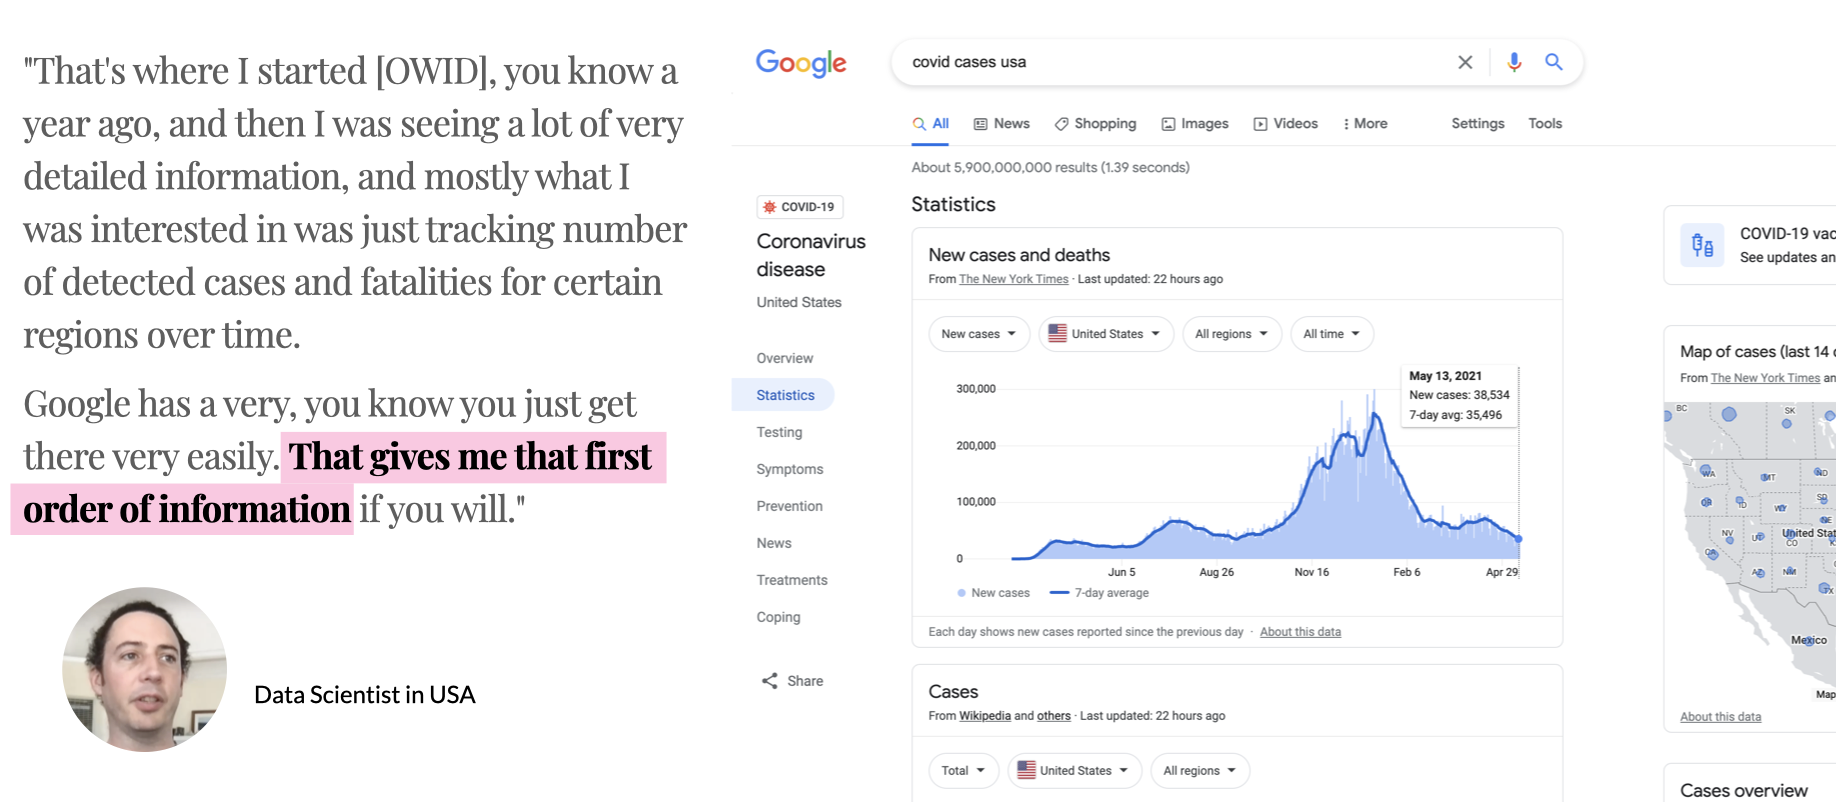 "That's where I started [OWID], you know a
year ago, and then I was seeing a lot of very
detailed information, and mostly what I
was interested in was just tracking number
of detected cases and fatalities for certain
regions over time.
Google has a very, you know you just get
there very easily. That gives me that first
order of information if you will."
Data Scientist in USA
Google
covid cases usa
All
News
Shopping
Images
Videos
More
Settings
Tools
About 5,900,000,000 results (1.39 seconds)
COVID-19
Coronavirus
disease
United States
Overview
Statistics
Testing
Symptoms
Prevention
News
Treatments
Coping
Share
Statistics
New cases and deaths
From The New York Times · Last updated: 22 hours ago
New cases
United States
All regions
All time
May 13, 2021
New cases: 38,534
7-day avg: 35,496
300,000
200,000
100,000
0
Jun 5
Aug 26
Nov 16
Feb 6
Apr 29
New cases
7-day average
Each day shows new cases reported since the previous day · About this data
Cases
From Wikipedia and others · Last updated: 22 hours ago
Total
United States
All regions
COVID-19 vac
See updates an
Map of cases (last 14
From The New York Times an
BC
SK
WA
MT
ND
OR
ID
WY
SD
NE
NV
UT
CO
United Stat
CA
AZ
NM
TX
Mexico
Map
About this data
Cases overview